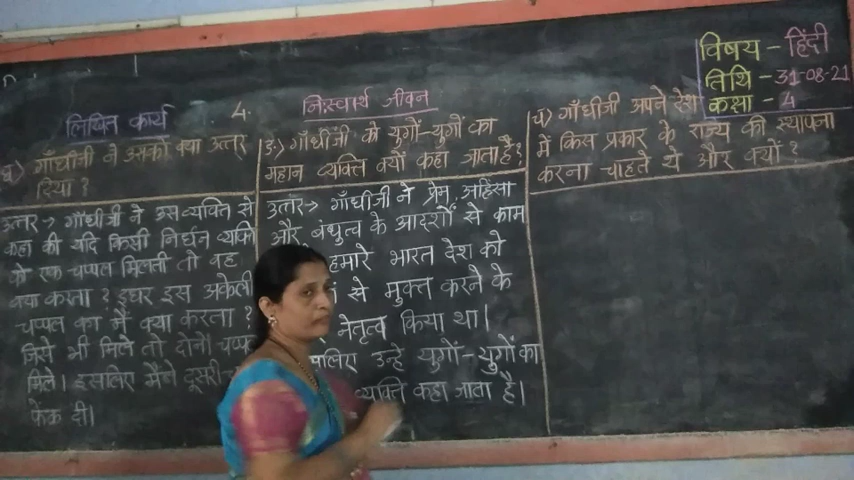 विषय - हिंदी
तिथि - 31-08-21
कक्षा - 4
लिखित कार्य
4. निःस्वार्थ जीवन
घ) गाँधीजी ने उसको क्या उत्तर
दिया ?
उत्तर → गाँधीजी ने उस व्यक्ति से
कहा की यदि किसी निर्धन व्यक्ति
को एक चप्पल मिलती तो वह
क्या करता ? इधर इस अकेली
चप्पल का मैं क्या करता ?
जिसे भी मिले तो दोनों चप्पल
मिले। इसलिए मैंने दूसरी
फेंक दी।
ङ) गाँधीजी को युगों-युगों का
महान व्यक्ति क्यों कहा जाता है ?
उत्तर → गाँधीजी ने प्रेम, अहिंसा
और बंधुत्व के आदर्शों से काम
हमारे भारत देश को
से मुक्त करने के
नेतृत्व किया था।
उन्हे युगों-युगों का
व्यक्ति कहा जाता है।
च) गाँधीजी अपने देश
में किस प्रकार के राज्य की स्थापना
करना चाहते थे और क्यों ?